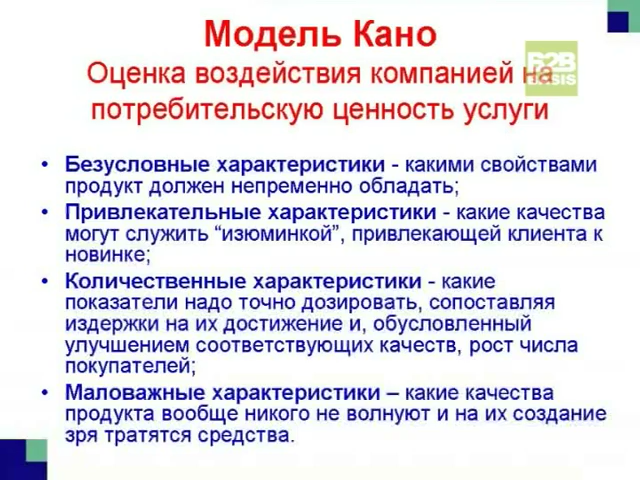 Модель Кано
Оценка воздействия компанией на
потребительскую ценность услуги
B2B
BASIS
• Безусловные характеристики - какими свойствами
продукт должен непременно обладать;
• Привлекательные характеристики - какие качества
могут служить “изюминкой”, привлекающей клиента к
новинке;
• Количественные характеристики - какие
показатели надо точно дозировать, сопоставляя
издержки на их достижение и, обусловленный
улучшением соответствующих качеств, рост числа
покупателей;
• Маловажные характеристики – какие качества
продукта вообще никого не волнуют и на их создание
зря тратятся средства.